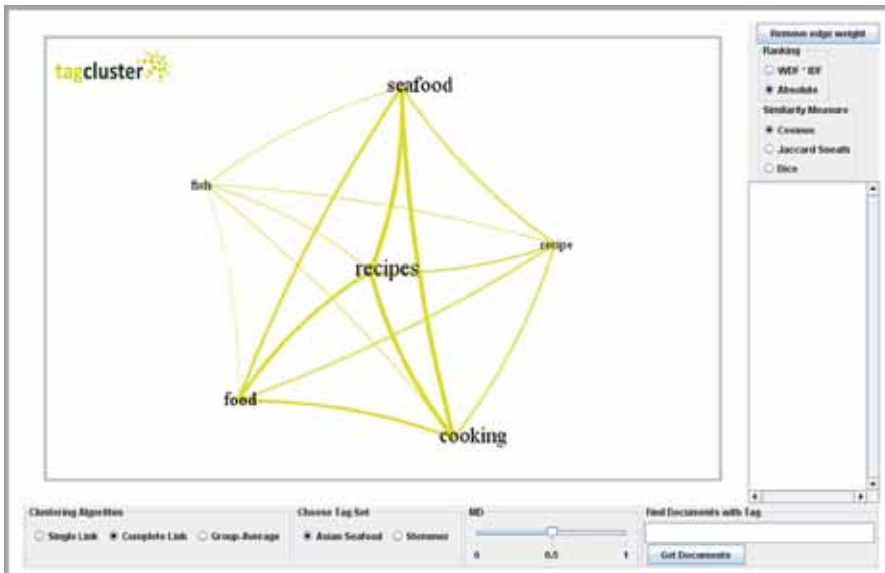 tagcluster
seafood
fish
recipe
recipes
food
cooking
Remove edge weight
Ranking
WDF * IDF
Absolute
Similarity Measure
Cosinus
Jaccard Sneath
Dice
Clustering Algorithm
Single Link Complete Link Group-Average
Choose Tag Set
Asian Seafood Stemmer
MD
0 0.5 1
Find Documents with Tag
Get Documents